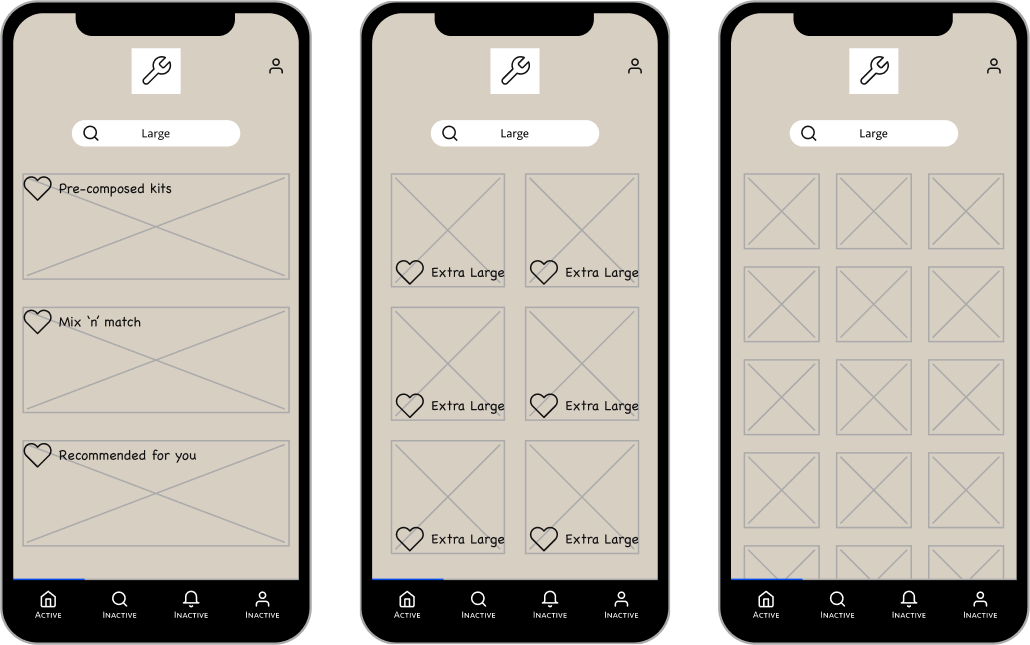 Large
Pre-composed kits
Mix 'n' match
Recommended for you
Active Inactive Inactive Inactive
Large
Extra Large Extra Large
Extra Large Extra Large
Extra Large Extra Large
Active Inactive Inactive Inactive
Large
Active Inactive Inactive Inactive